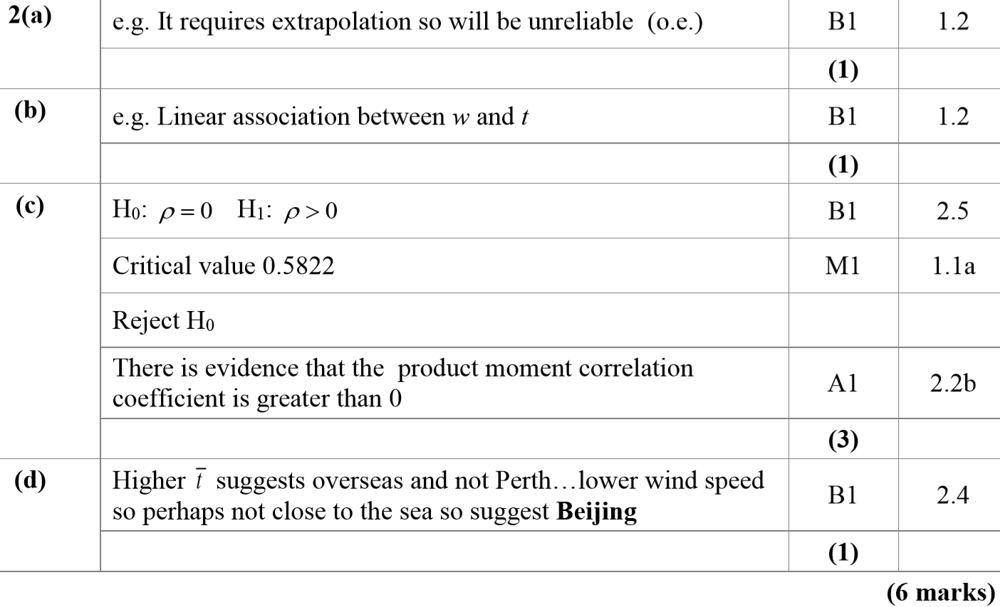 2(a) e.g. It requires extrapolation so will be unreliable (o.e.) B1 1.2
(1)
(b) e.g. Linear association between w and t B1 1.2
(1)
(c) H₀: ρ = 0 H₁: ρ > 0 B1 2.5
Critical value 0.5822 M1 1.1a
Reject H₀
There is evidence that the product moment correlation
coefficient is greater than 0 A1 2.2b
(3)
(d) Higher t̄ suggests overseas and not Perth…lower wind speed
so perhaps not close to the sea so suggest Beijing B1 2.4
(1)
(6 marks)